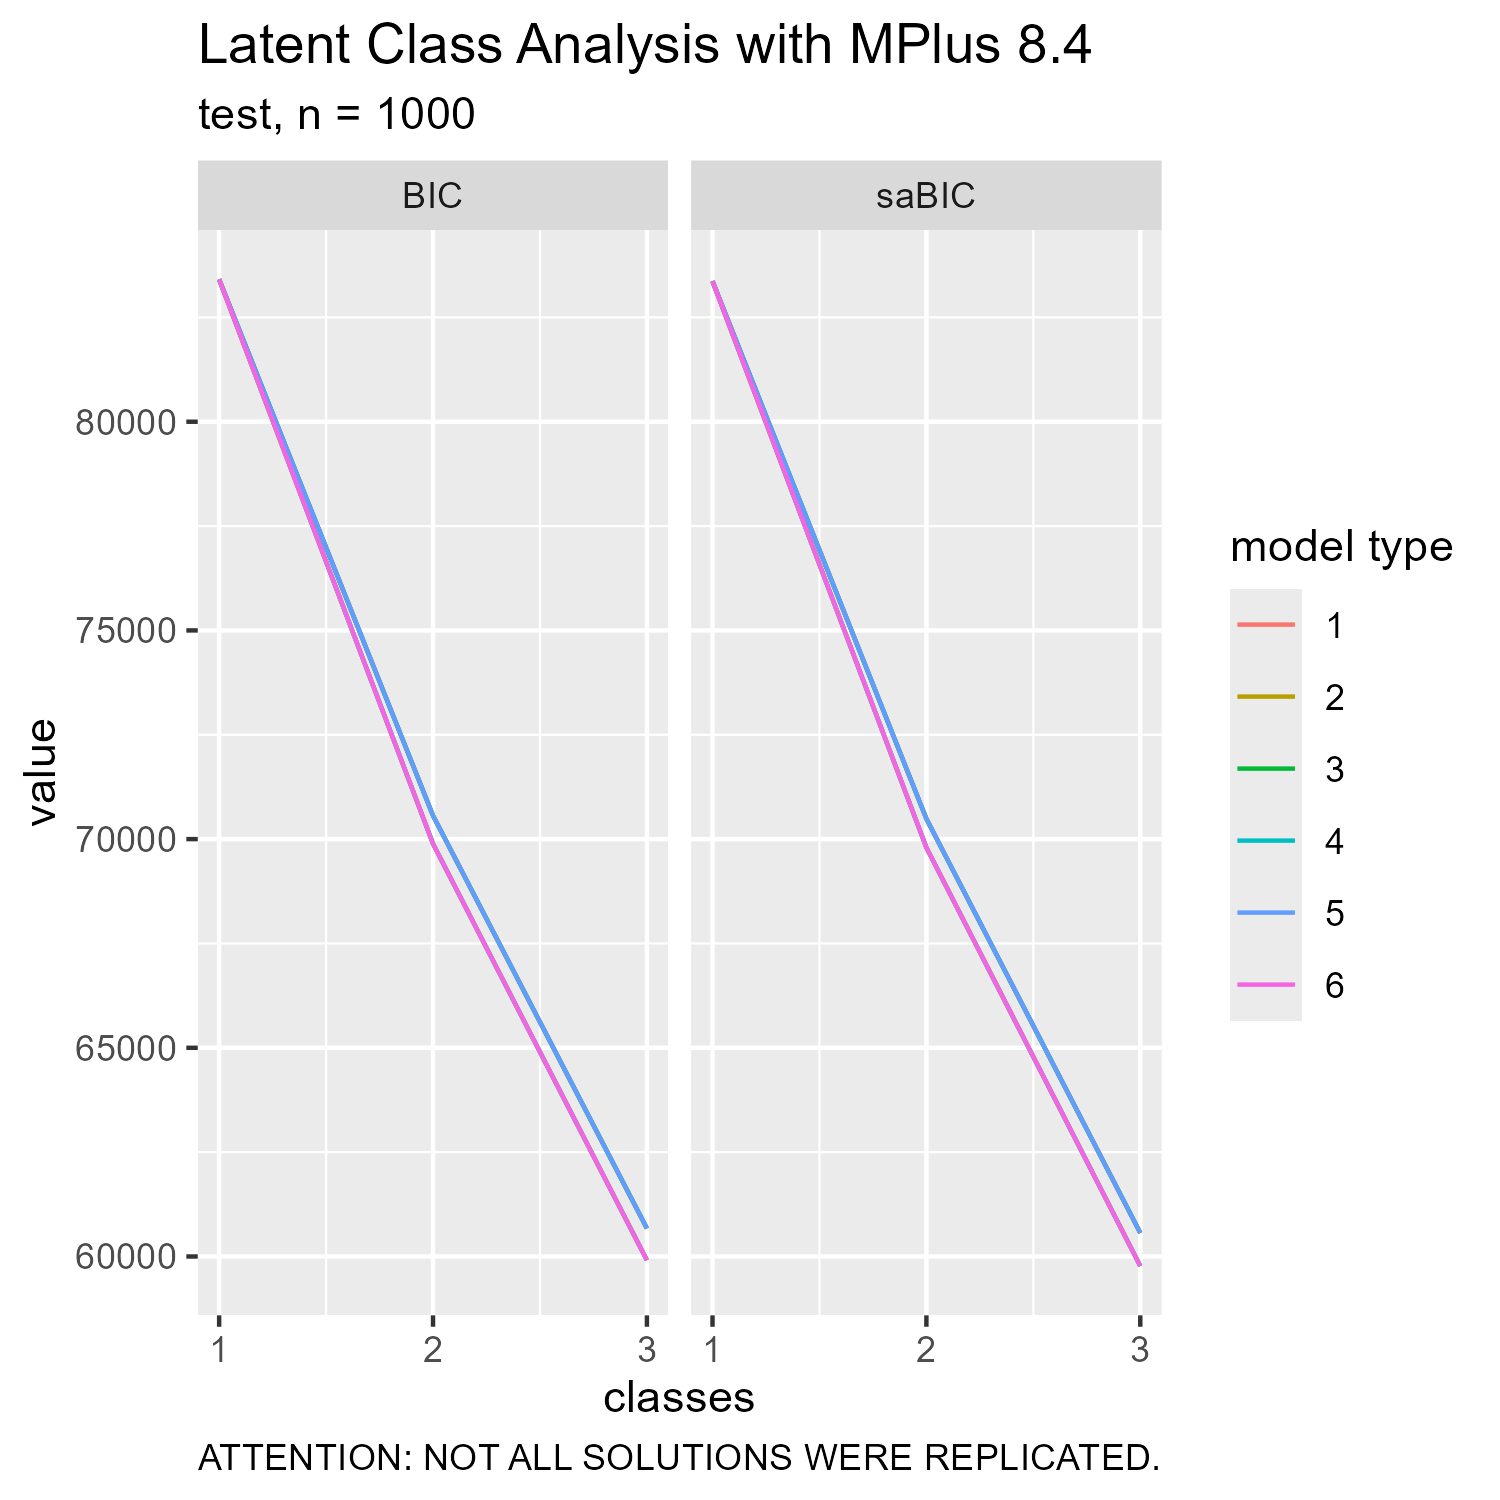 Latent Class Analysis with MPlus 8.4
test, n = 1000
BIC
saBIC
80000
75000
70000
65000
60000
value
1 2 3
1 2 3
classes
model type
1
2
3
4
5
6
ATTENTION: NOT ALL SOLUTIONS WERE REPLICATED.